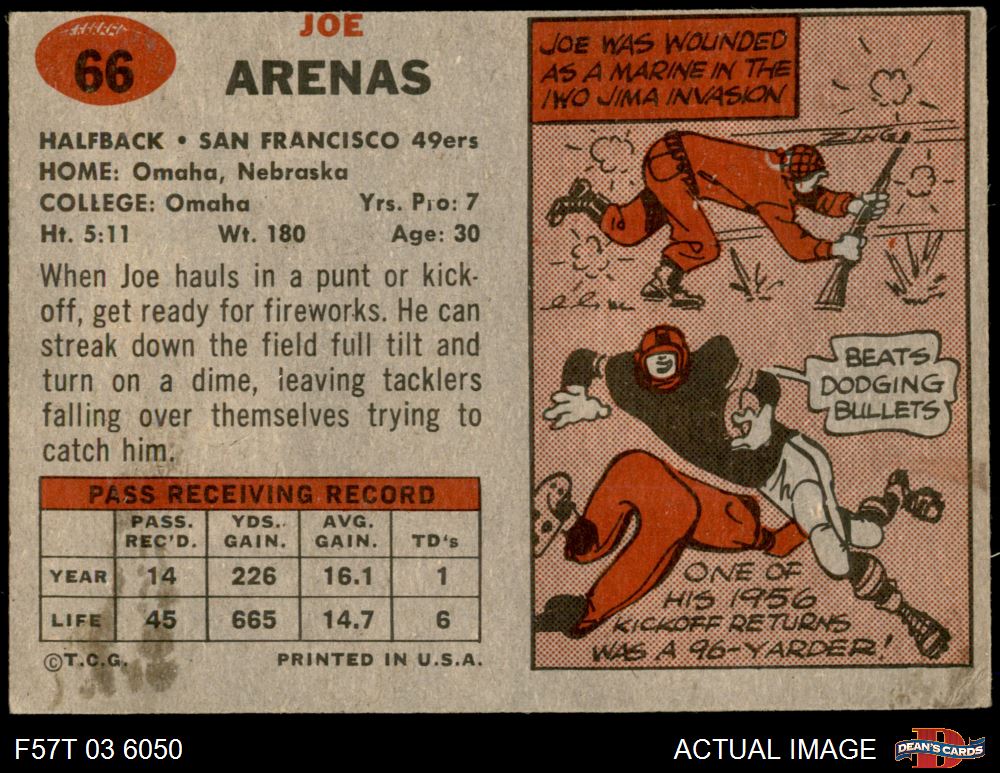 66
JOE
ARENAS
HALFBACK • SAN FRANCISCO 49ers
HOME: Omaha, Nebraska
COLLEGE: Omaha Yrs. Pro: 7
Ht. 5:11 Wt. 180 Age: 30
When Joe hauls in a punt or kick-
off, get ready for fireworks. He can
streak down the field full tilt and
turn on a dime, leaving tacklers
falling over themselves trying to
catch him.
PASS RECEIVING RECORD
PASS. REC'D. YDS. GAIN. AVG. GAIN. TD's
YEAR 14 226 16.1 1
LIFE 45 665 14.7 6
©T.C.G. PRINTED IN U.S.A.
JOE WAS WOUNDED
AS A MARINE IN THE
IWO JIMA INVASION
ZING
BEATS
DODGING
BULLETS
ONE OF
HIS 1956
KICKOFF RETURNS
WAS A 96-YARDER!
F57T 03 6050
ACTUAL IMAGE
DEAN'S CARDS